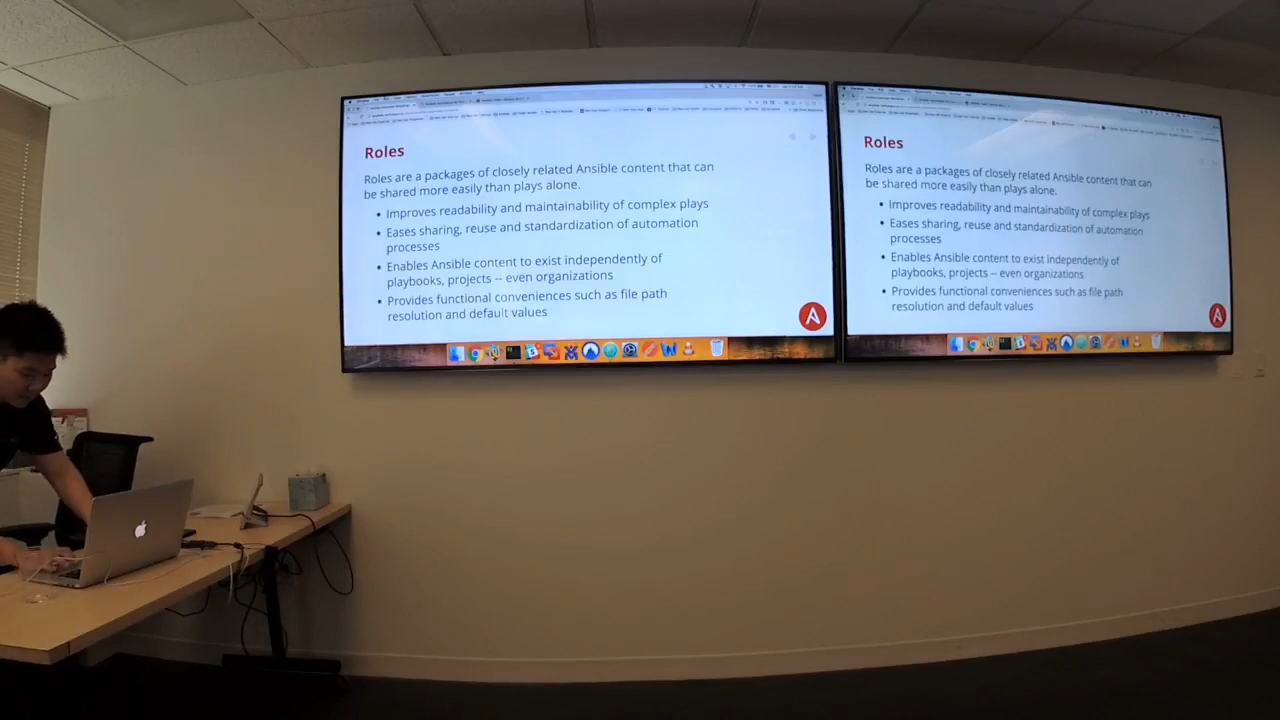 Roles
Roles are a packages of closely related Ansible content that can
be shared more easily than plays alone.
• Improves readability and maintainability of complex plays
• Eases sharing, reuse and standardization of automation
processes
• Enables Ansible content to exist independently of
playbooks, projects -- even organizations
• Provides functional conveniences such as file path
resolution and default values
Roles
Roles are a packages of closely related Ansible content that can
be shared more easily than plays alone.
• Improves readability and maintainability of complex plays
• Eases sharing, reuse and standardization of automation
processes
• Enables Ansible content to exist independently of
playbooks, projects -- even organizations
• Provides functional conveniences such as file path
resolution and default values